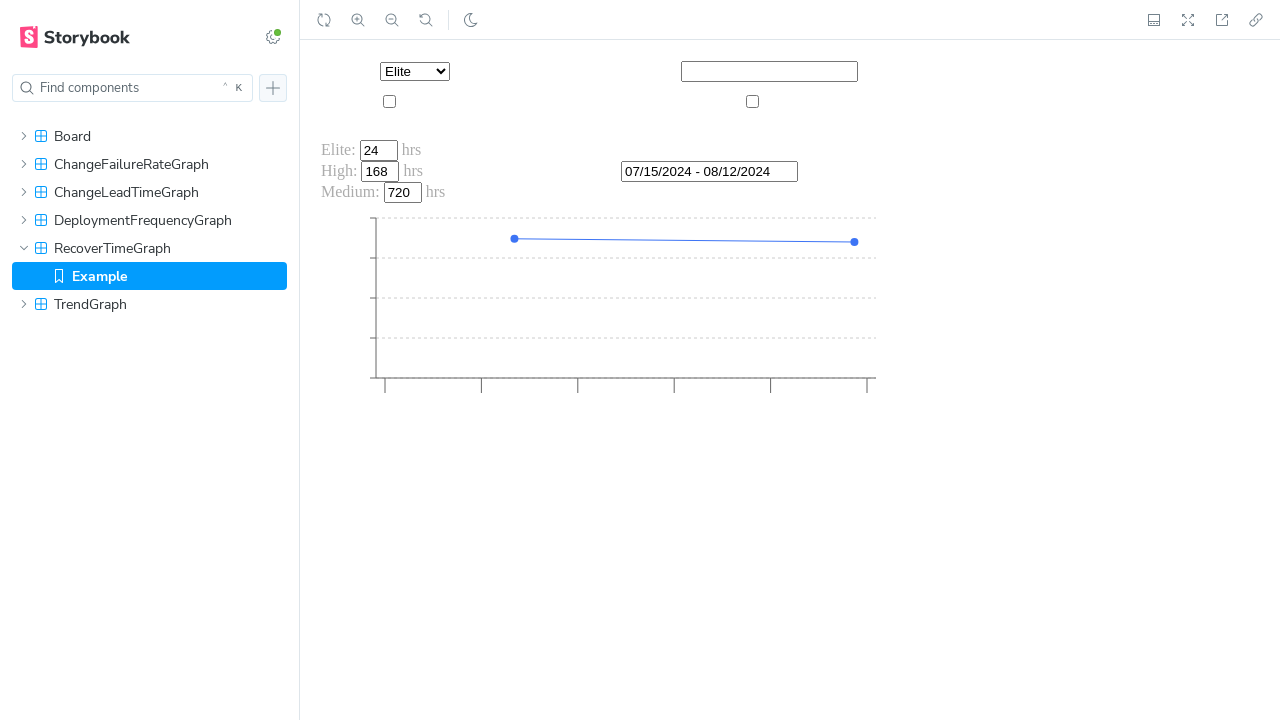 Storybook
Find components
^ K
Board
ChangeFailureRateGraph
ChangeLeadTimeGraph
DeploymentFrequencyGraph
RecoverTimeGraph
Example
TrendGraph
Elite
Elite: 24 hrs
High: 168 hrs
Medium: 720 hrs
07/15/2024 - 08/12/2024